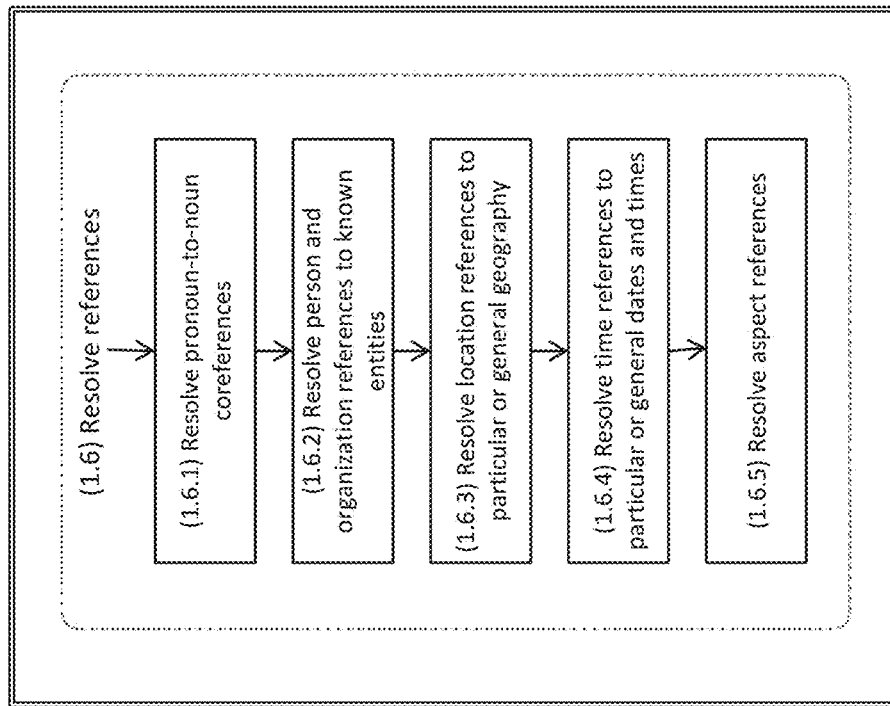 (1.6) Resolve references
(1.6.1) Resolve pronoun-to-noun
coreferences
(1.6.2) Resolve person and
organization references to known
entities
(1.6.3) Resolve location references to
particular or general geography
(1.6.4) Resolve time references to
particular or general dates and times
(1.6.5) Resolve aspect references